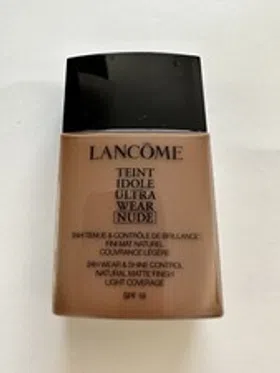 LANCÔME
TEINT
IDOLE
ULTRA
WEAR
NUDE
24H TENUE & CONTRÔLE DE BRILLANCE
FINI MAT NATUREL
COUVRANCE LÉGÈRE
24H WEAR & SHINE CONTROL
NATURAL MATTE FINISH
LIGHT COVERAGE
SPF 19